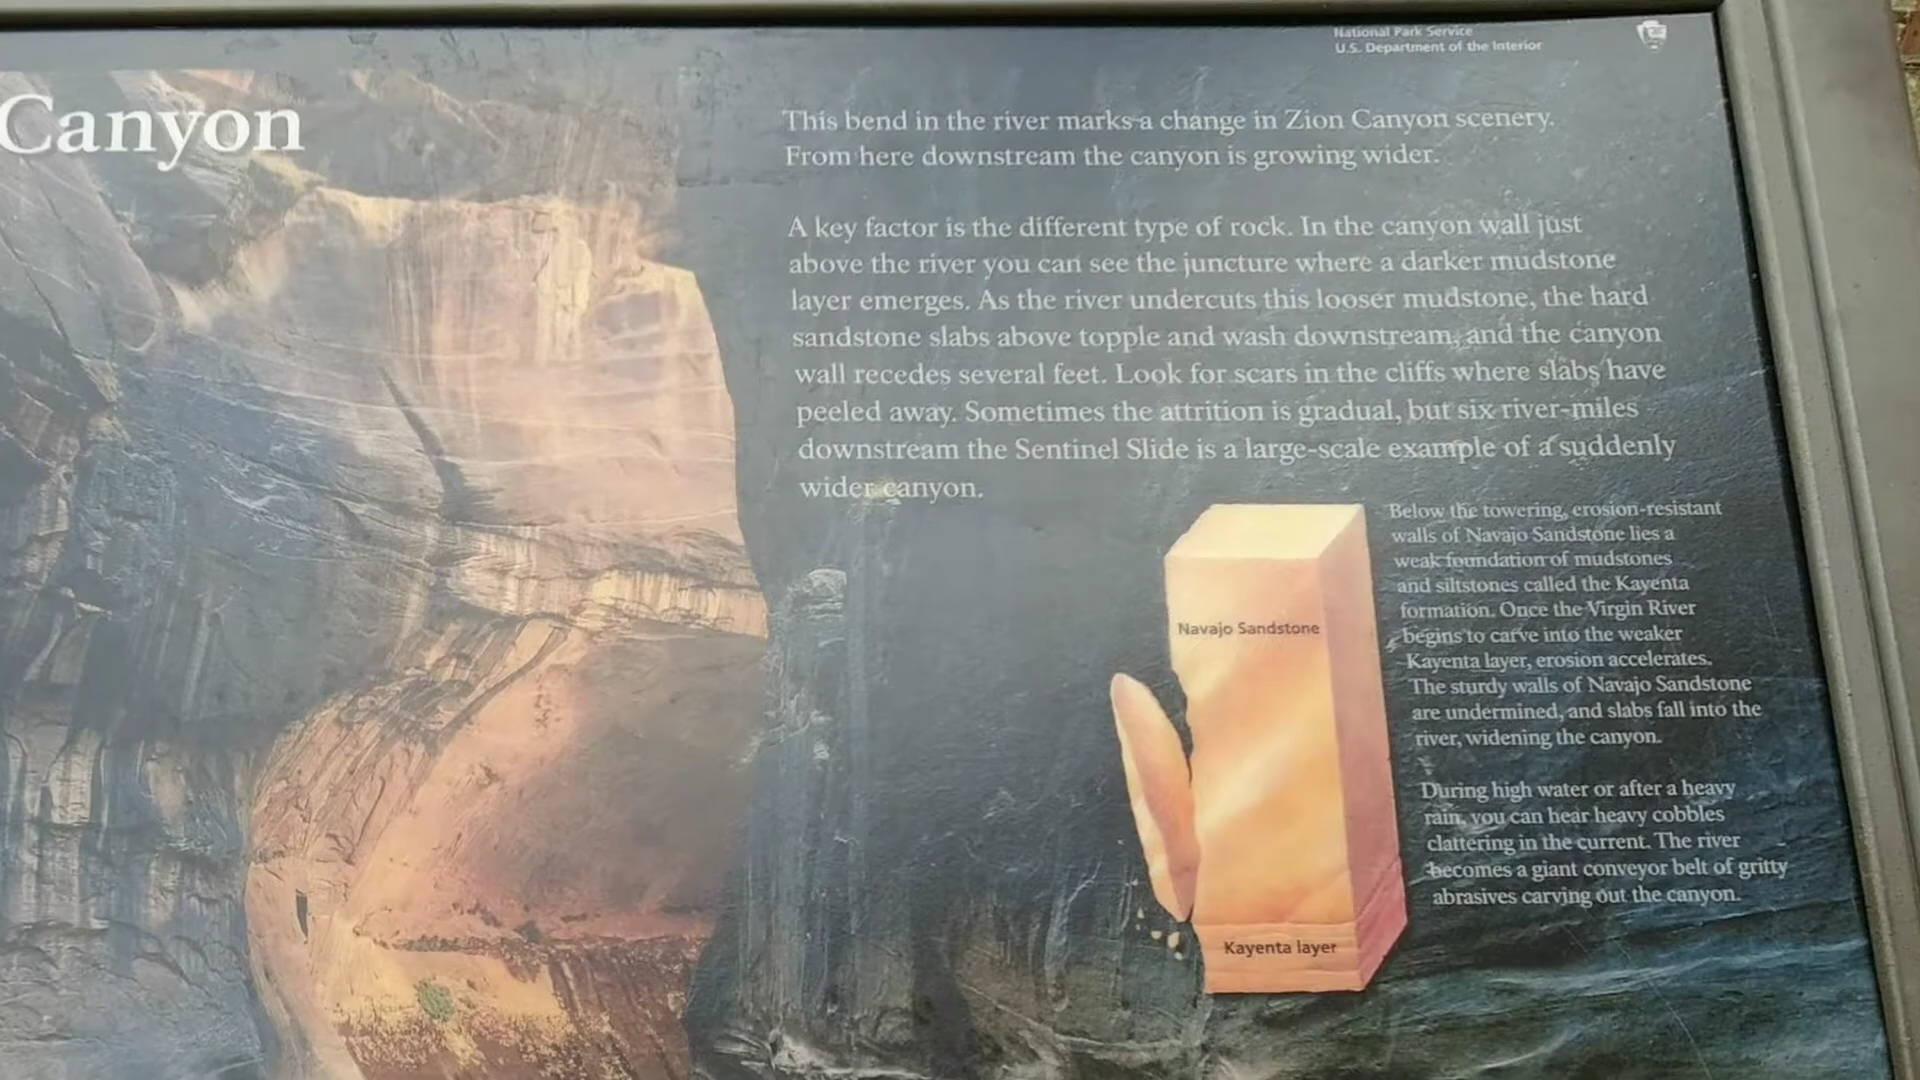 National Park Service
U.S. Department of the Interior
Canyon
This bend in the river marks a change in Zion Canyon scenery.
From here downstream the canyon is growing wider.
A key factor is the different type of rock. In the canyon wall just
above the river you can see the juncture where a darker mudstone
layer emerges. As the river undercuts this looser mudstone, the hard
sandstone slabs above topple and wash downstream, and the canyon
wall recedes several feet. Look for scars in the cliffs where slabs have
peeled away. Sometimes the attrition is gradual, but six river-miles
downstream the Sentinel Slide is a large-scale example of a suddenly
wider canyon.
Below the towering, erosion-resistant
walls of Navajo Sandstone lies a
weak foundation of mudstones
and siltstones called the Kayenta
formation. Once the Virgin River
begins to carve into the weaker
Kayenta layer, erosion accelerates.
The sturdy walls of Navajo Sandstone
are undermined, and slabs fall into the
river, widening the canyon.
During high water or after a heavy
rain, you can hear heavy cobbles
clattering in the current. The river
becomes a giant conveyor belt of gritty
abrasives carving out the canyon.
Navajo Sandstone
Kayenta layer